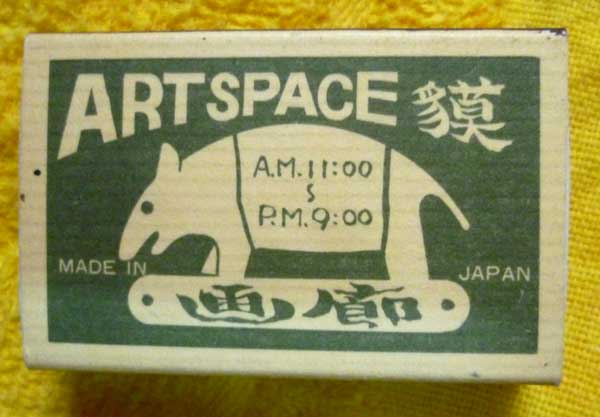 ARTSPACE 貘
A.M.11:00
〜
P.M.9:00
MADE IN JAPAN
画廊